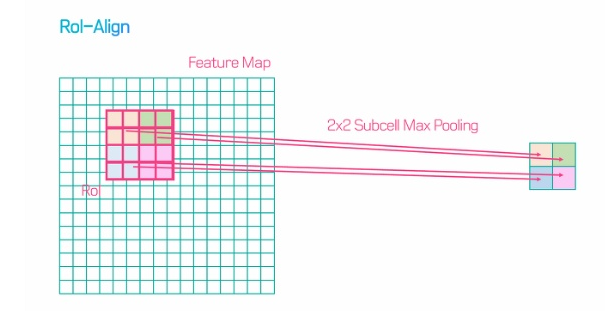 RoI-Align
Feature Map
2x2 Subcell Max Pooling
RoI